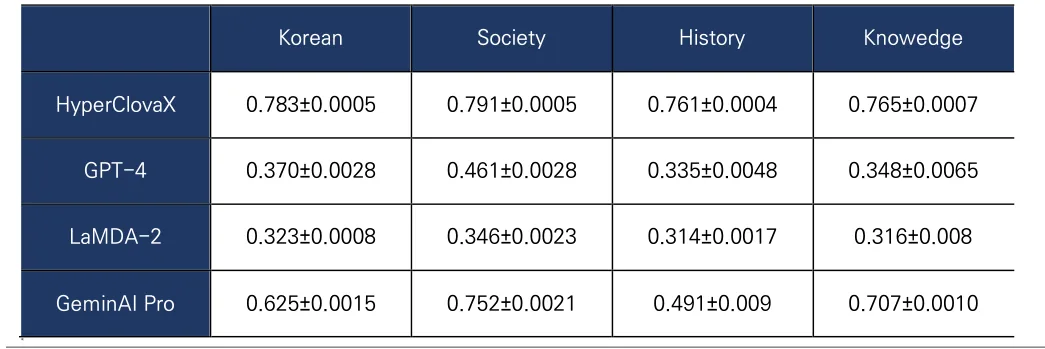 Korean Society History Knowedge
HyperClovaX 0.783±0.0005 0.791±0.0005 0.761±0.0004 0.765±0.0007
GPT-4 0.370±0.0028 0.461±0.0028 0.335±0.0048 0.348±0.0065
LaMDA-2 0.323±0.0008 0.346±0.0023 0.314±0.0017 0.316±0.008
GeminAI Pro 0.625±0.0015 0.752±0.0021 0.491±0.009 0.707±0.0010